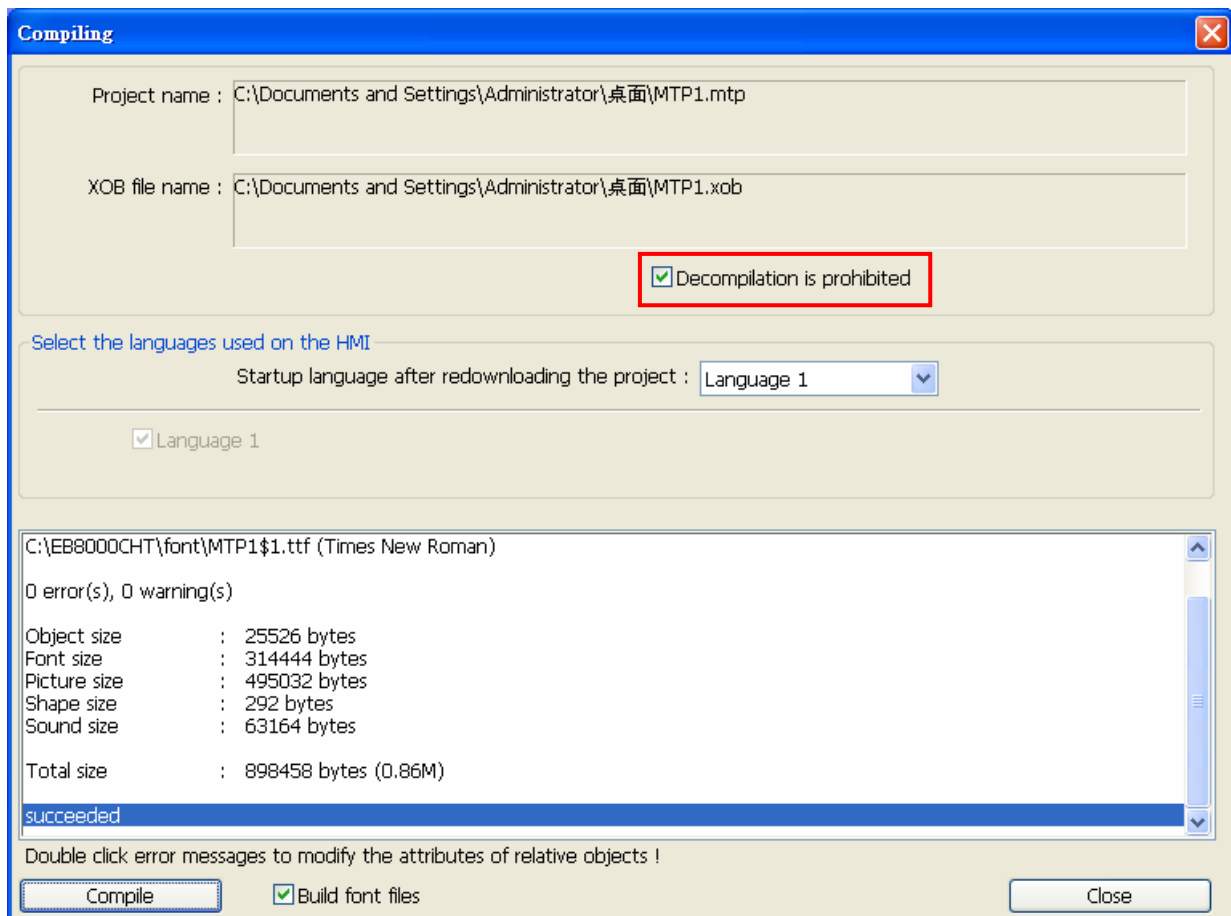 Compiling
Project name : C:\Documents and Settings\Administrator\桌面\MTP1.mtp
XOB file name : C:\Documents and Settings\Administrator\桌面\MTP1.xob
Decompilation is prohibited
Select the languages used on the HMI
Startup language after redownloading the project : Language 1
Language 1
C:\EB8000CHT\font\MTP1$1.ttf (Times New Roman)
0 error(s), 0 warning(s)
Object size : 25526 bytes
Font size : 314444 bytes
Picture size : 495032 bytes
Shape size : 292 bytes
Sound size : 63164 bytes
Total size : 898458 bytes (0.86M)
succeeded
Double click error messages to modify the attributes of relative objects !
Compile Build font files Close